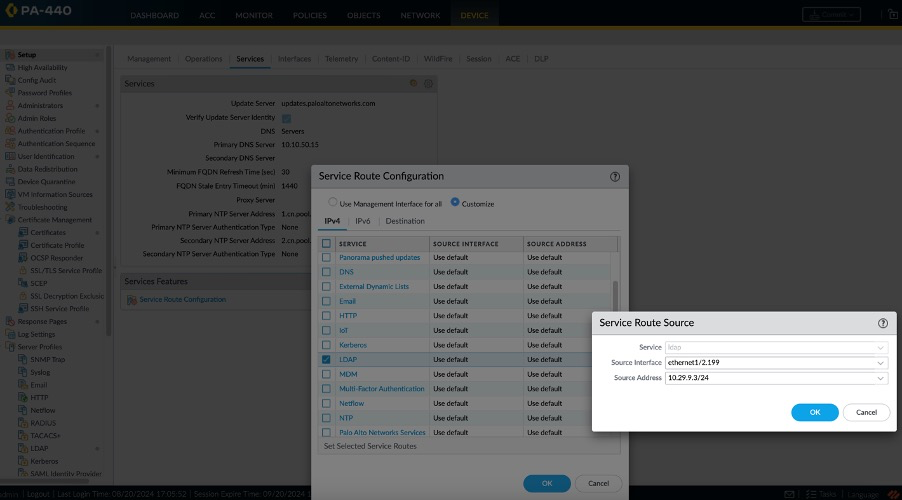 PA-440
DASHBOARD ACC MONITOR POLICIES OBJECTS NETWORK DEVICE
Commit
Setup
High Availability
Config Audit
Password Profiles
Administrators
Admin Roles
Authentication Profile
Authentication Sequence
User Identification
Data Redistribution
Device Quarantine
VM Information Sources
Troubleshooting
Certificate Management
Certificates
Certificate Profile
OCSP Responder
SSL/TLS Service Profile
SCEP
SSL Decryption Exclusic
SSH Service Profile
Response Pages
Log Settings
Server Profiles
SNMP Trap
Syslog
Email
HTTP
Netflow
RADIUS
TACACS+
LDAP
Kerberos
SAML Identity Provider
Management Operations Services Interfaces Telemetry Content-ID WildFire Session ACE DLP
Services
Update Server updates.paloaltonetworks.com
Verify Update Server Identity
DNS Servers
Primary DNS Server 10.10.50.15
Secondary DNS Server
Minimum FQDN Refresh Time (sec) 30
FQDN Stale Entry Timeout (min) 1440
Proxy Server
Primary NTP Server Address 1.cn.pool.
Primary NTP Server Authentication Type None
Secondary NTP Server Address 2.cn.pool.
Secondary NTP Server Authentication Type None
Services Features
Service Route Configuration
Service Route Configuration
Use Management Interface for all Customize
IPv4 IPv6 Destination
SERVICE SOURCE INTERFACE SOURCE ADDRESS
Panorama pushed updates Use default Use default
DNS Use default Use default
External Dynamic Lists Use default Use default
Email Use default Use default
HTTP Use default Use default
IoT Use default Use default
Kerberos Use default Use default
LDAP Use default Use default
MDM Use default Use default
Multi-Factor Authentication Use default Use default
Netflow Use default Use default
NTP Use default Use default
Palo Alto Networks Services Use default Use default
Set Selected Service Routes
OK Cancel
Service Route Source
Service ldap
Source Interface ethernet1/2.199
Source Address 10.29.9.3/24
OK Cancel
Logout Last Login Time: 08/20/2024 17:05:52 Session Expire Time: 09/20/2024
Tasks Language